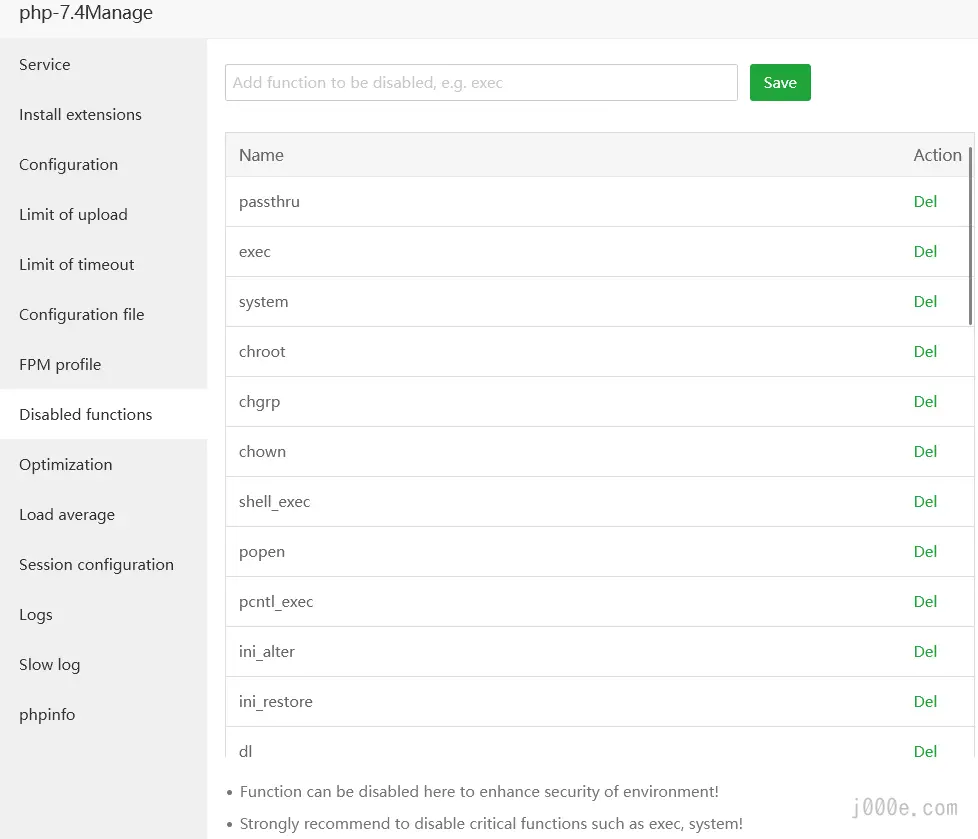 php-7.4Manage
Service
Install extensions
Configuration
Limit of upload
Limit of timeout
Configuration file
FPM profile
Disabled functions
Optimization
Load average
Session configuration
Logs
Slow log
phpinfo
Add function to be disabled, e.g. exec Save
Name Action
passthru Del
exec Del
system Del
chroot Del
chgrp Del
chown Del
shell_exec Del
popen Del
pcntl_exec Del
ini_alter Del
ini_restore Del
dl Del
• Function can be disabled here to enhance security of environment!
• Strongly recommend to disable critical functions such as exec, system!
j000e.com